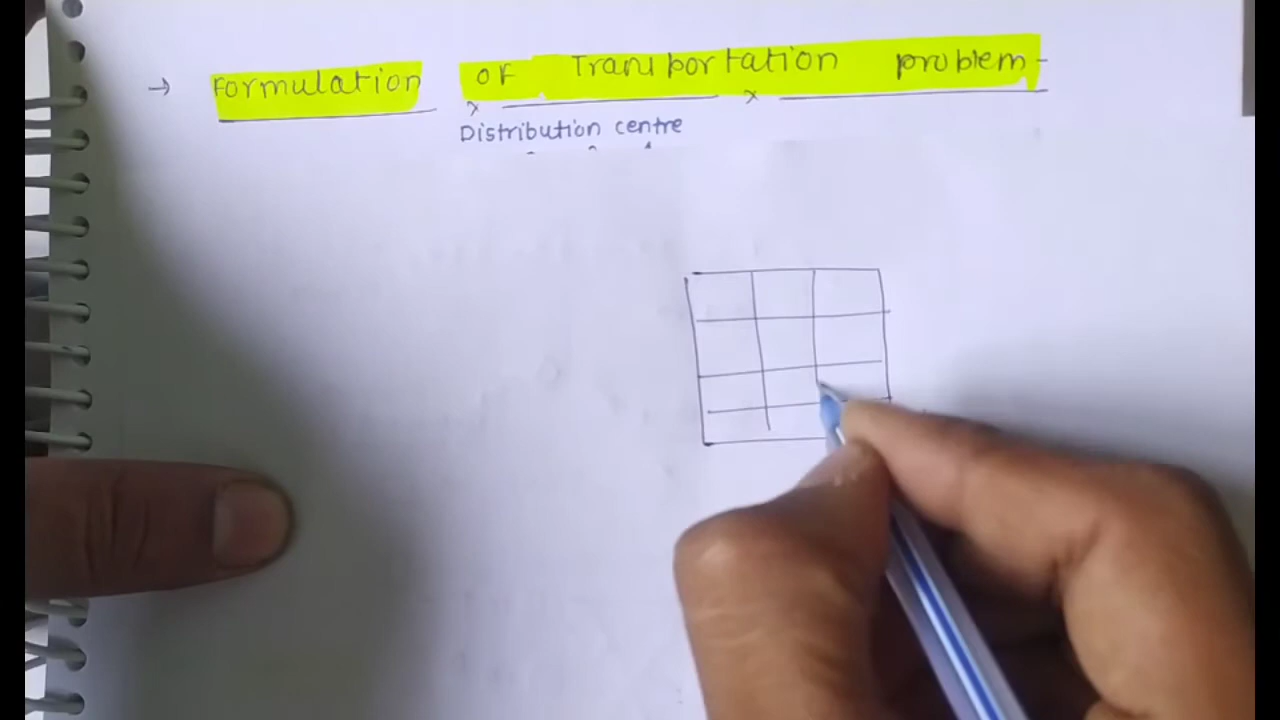 → Formulation of Transportation problem -
Distribution centre